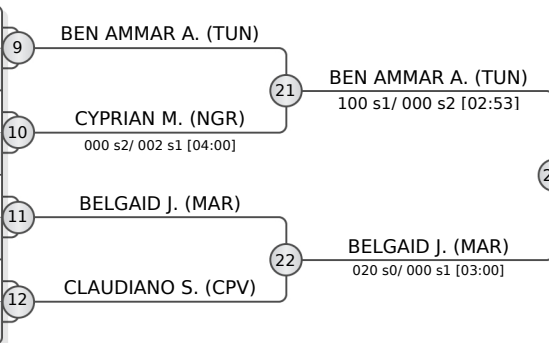 BEN AMMAR A. (TUN)
9
21
BEN AMMAR A. (TUN)
100 s1/ 000 s2 [02:53]
CYPRIAN M. (NGR)
10
000 s2/ 002 s1 [04:00]
BELGAID J. (MAR)
11
22
BELGAID J. (MAR)
020 s0/ 000 s1 [03:00]
CLAUDIANO S. (CPV)
12